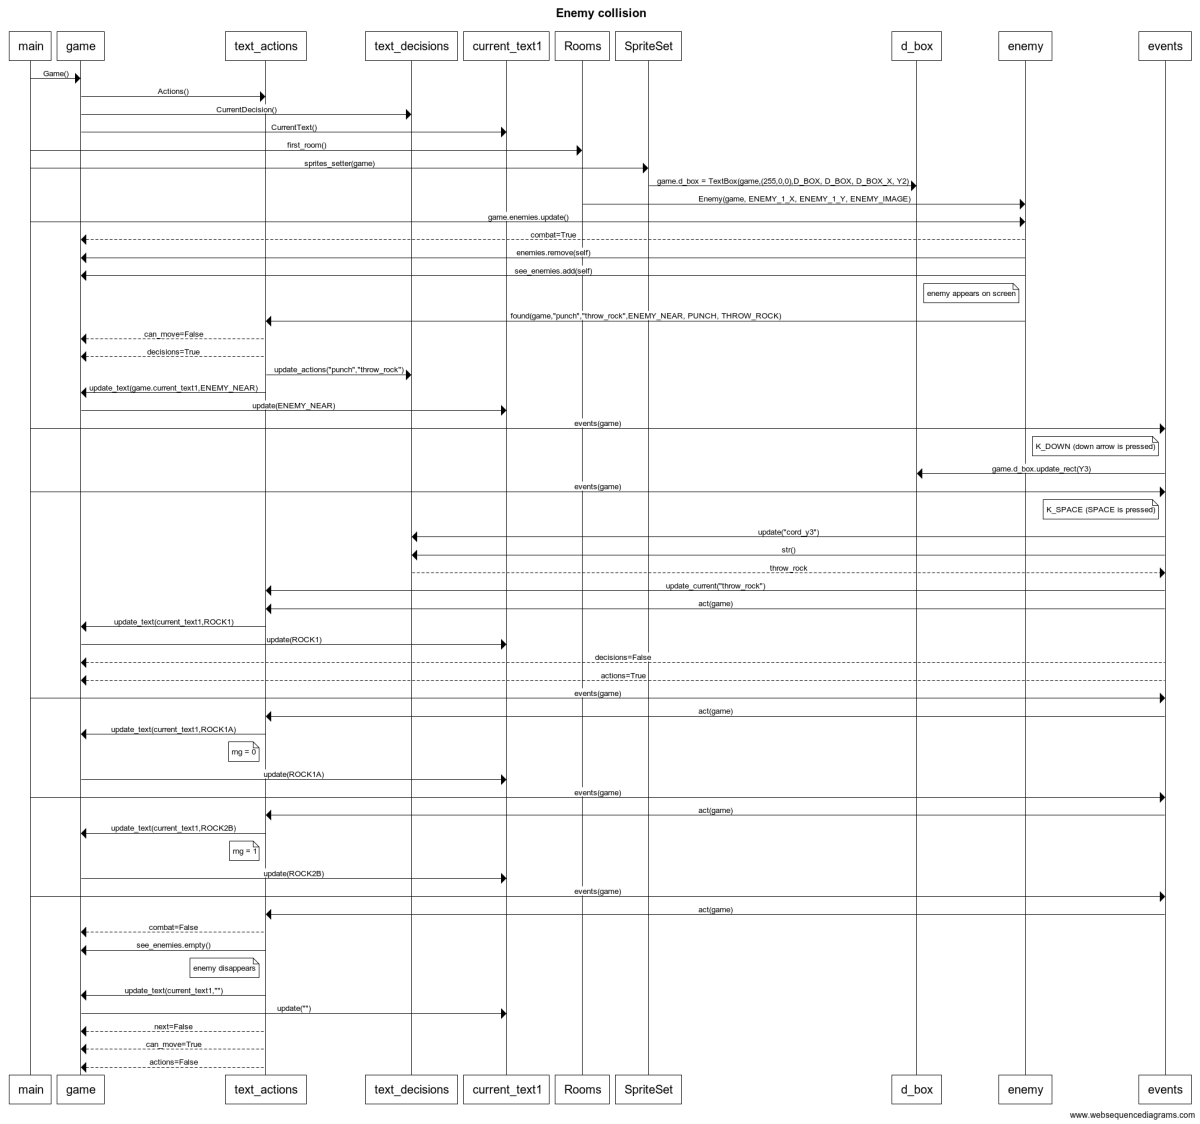 Enemy collision
main game text_actions text_decisions current_text1 Rooms SpriteSet d_box enemy events
Game()
Actions()
CurrentDecision()
CurrentText()
first_room()
sprites_setter(game)
game.d_box = TextBox(game,(255,0,0),D_BOX, D_BOX, D_BOX_X, Y2)
Enemy(game, ENEMY_1_X, ENEMY_1_Y, ENEMY_IMAGE)
game.enemies.update()
combat=True
enemies.remove(self)
see_enemies.add(self)
enemy appears on screen
found(game,"punch","throw_rock",ENEMY_NEAR, PUNCH, THROW_ROCK)
can_move=False
decisions=True
update_actions("punch","throw_rock")
update_text(game.current_text1,ENEMY_NEAR)
update(ENEMY_NEAR)
events(game)
K_DOWN (down arrow is pressed)
game.d_box.update_rect(Y3)
events(game)
K_SPACE (SPACE is pressed)
update("cord_y3")
str()
throw_rock
update_current("throw_rock")
act(game)
update_text(current_text1,ROCK1)
update(ROCK1)
decisions=False
actions=True
events(game)
act(game)
update_text(current_text1,ROCK1A)
rng = 0
update(ROCK1A)
events(game)
act(game)
update_text(current_text1,ROCK2B)
rng = 1
update(ROCK2B)
events(game)
act(game)
combat=False
see_enemies.empty()
enemy disappears
update_text(current_text1,"")
update("")
next=False
can_move=True
actions=False
main game text_actions text_decisions current_text1 Rooms SpriteSet d_box enemy events
www.websequencediagrams.com